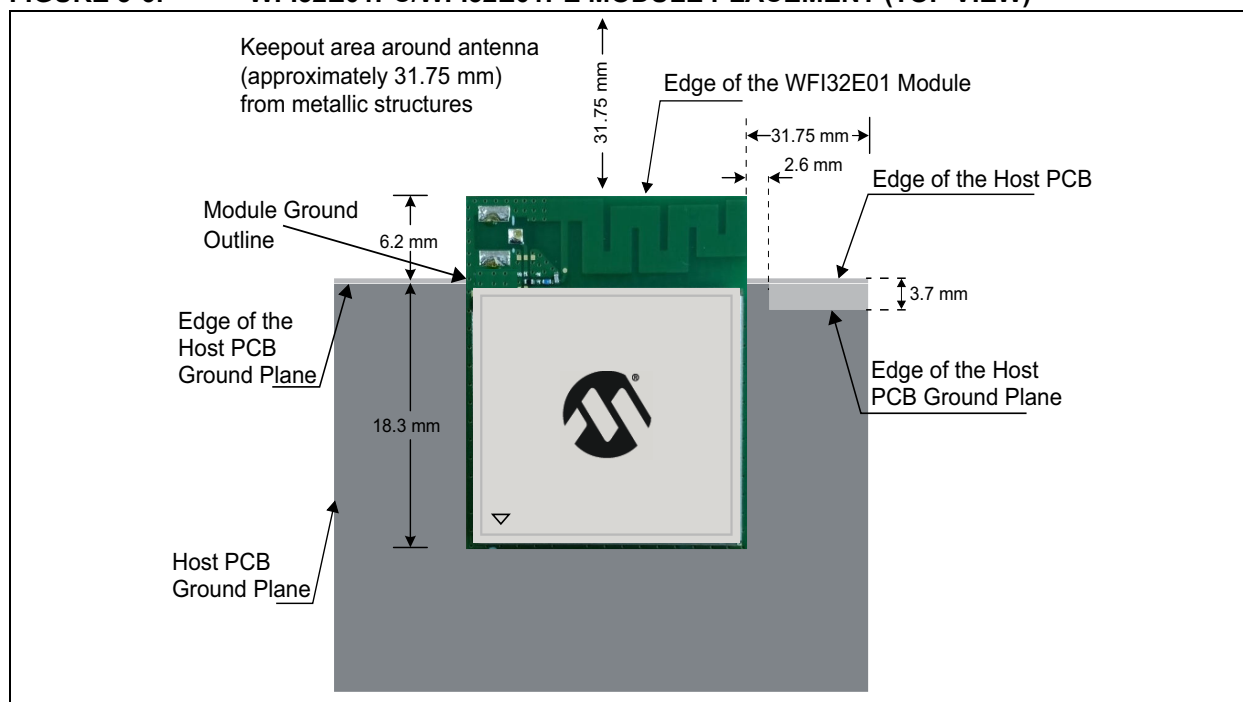 Keepout area around antenna
(approximately 31.75 mm)
from metallic structures
31.75 mm
Edge of the WFI32E01 Module
31.75 mm
2.6 mm
Edge of the Host PCB
Module Ground
Outline
6.2 mm
3.7 mm
Edge of the
Host PCB
Ground Plane
Edge of the Host
PCB Ground Plane
18.3 mm
®
Host PCB
Ground Plane